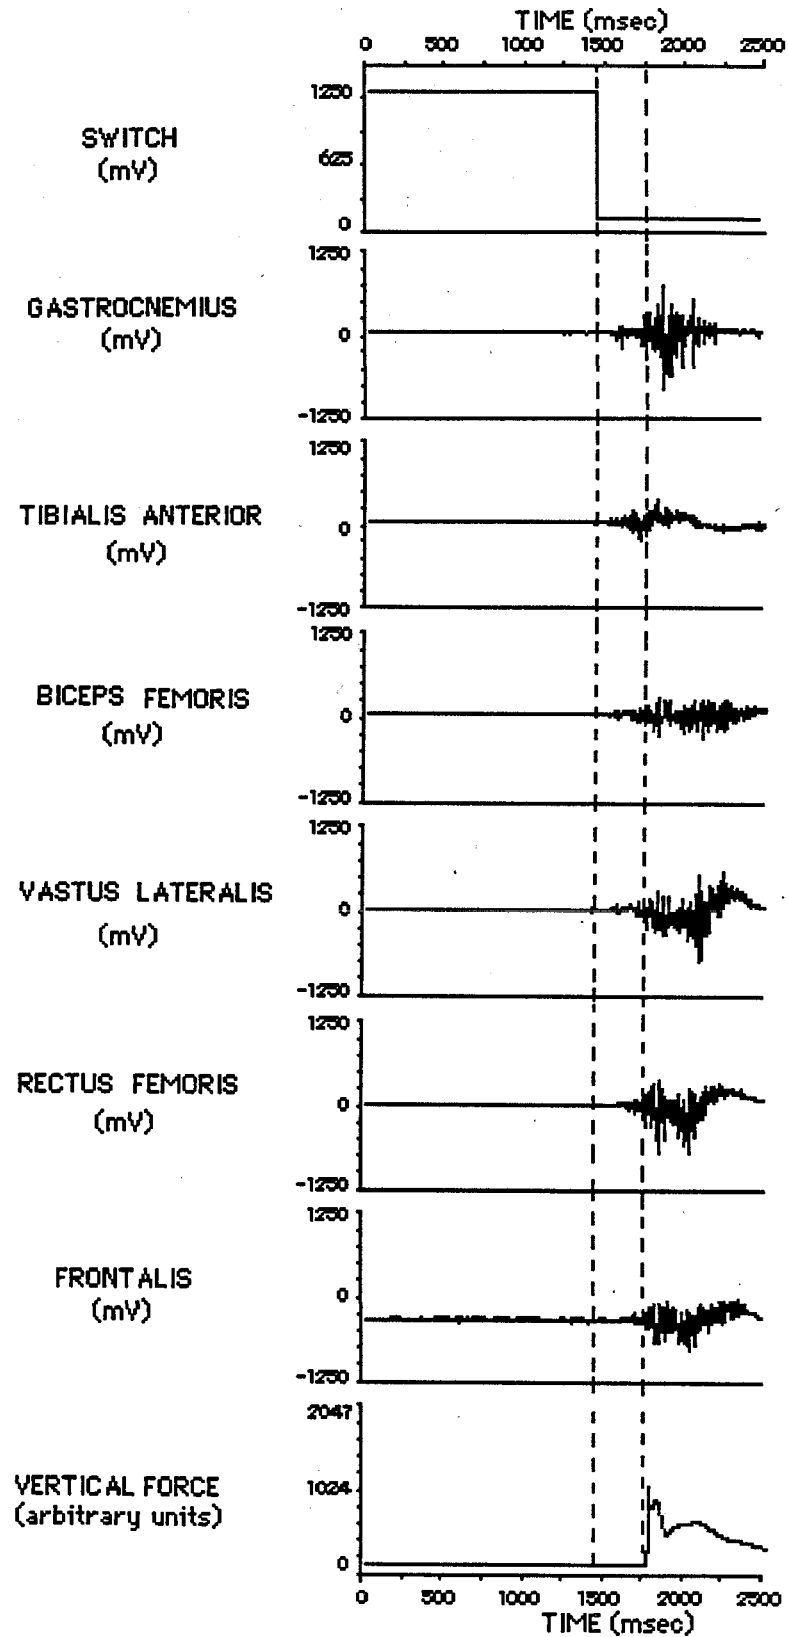 TIME (msec)
0 500 1000 1500 2000 2500
SWITCH
(mV)
1250
625
0
GASTROCNEMIUS
(mV)
1250
0
-1250
TIBIALIS ANTERIOR
(mV)
1250
0
-1250
BICEPS FEMORIS
(mV)
1250
0
-1250
VASTUS LATERALIS
(mV)
1250
0
-1250
RECTUS FEMORIS
(mV)
1250
0
-1250
FRONTALIS
(mV)
1250
0
-1250
VERTICAL FORCE
(arbitrary units)
2047
1024
0
0 500 1000 1500 2000 2500
TIME (msec)